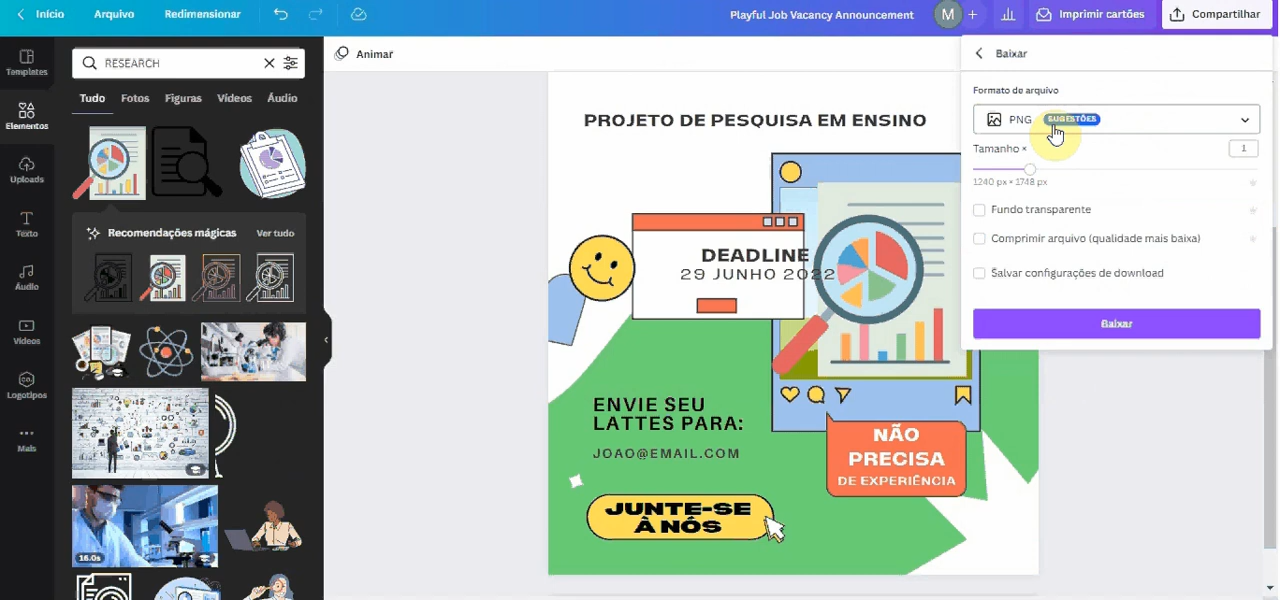 Início
Arquivo
Redimensionar
Playful Job Vacancy Announcement
M
+
Imprimir cartões
Compartilhar
Templates
Elementos
Uploads
Texto
Áudio
Vídeos
Logotipos
Mais
RESEARCH
Tudo
Fotos
Figuras
Vídeos
Áudio
Recomendações mágicas
Ver tudo
16.0s
Animar
PROJETO DE PESQUISA EM ENSINO
DEADLINE
29 JUNHO 2022
ENVIE SEU
LATTES PARA:
JOAO@EMAIL.COM
NÃO
PRECISA
DE EXPERIÊNCIA
JUNTE-SE
À NÓS
Baixar
Formato de arquivo
PNG
SUGESTÕES
Tamanho ×
1
1240 px × 1748 px
Fundo transparente
Comprimir arquivo (qualidade mais baixa)
Salvar configurações de download
Baixar